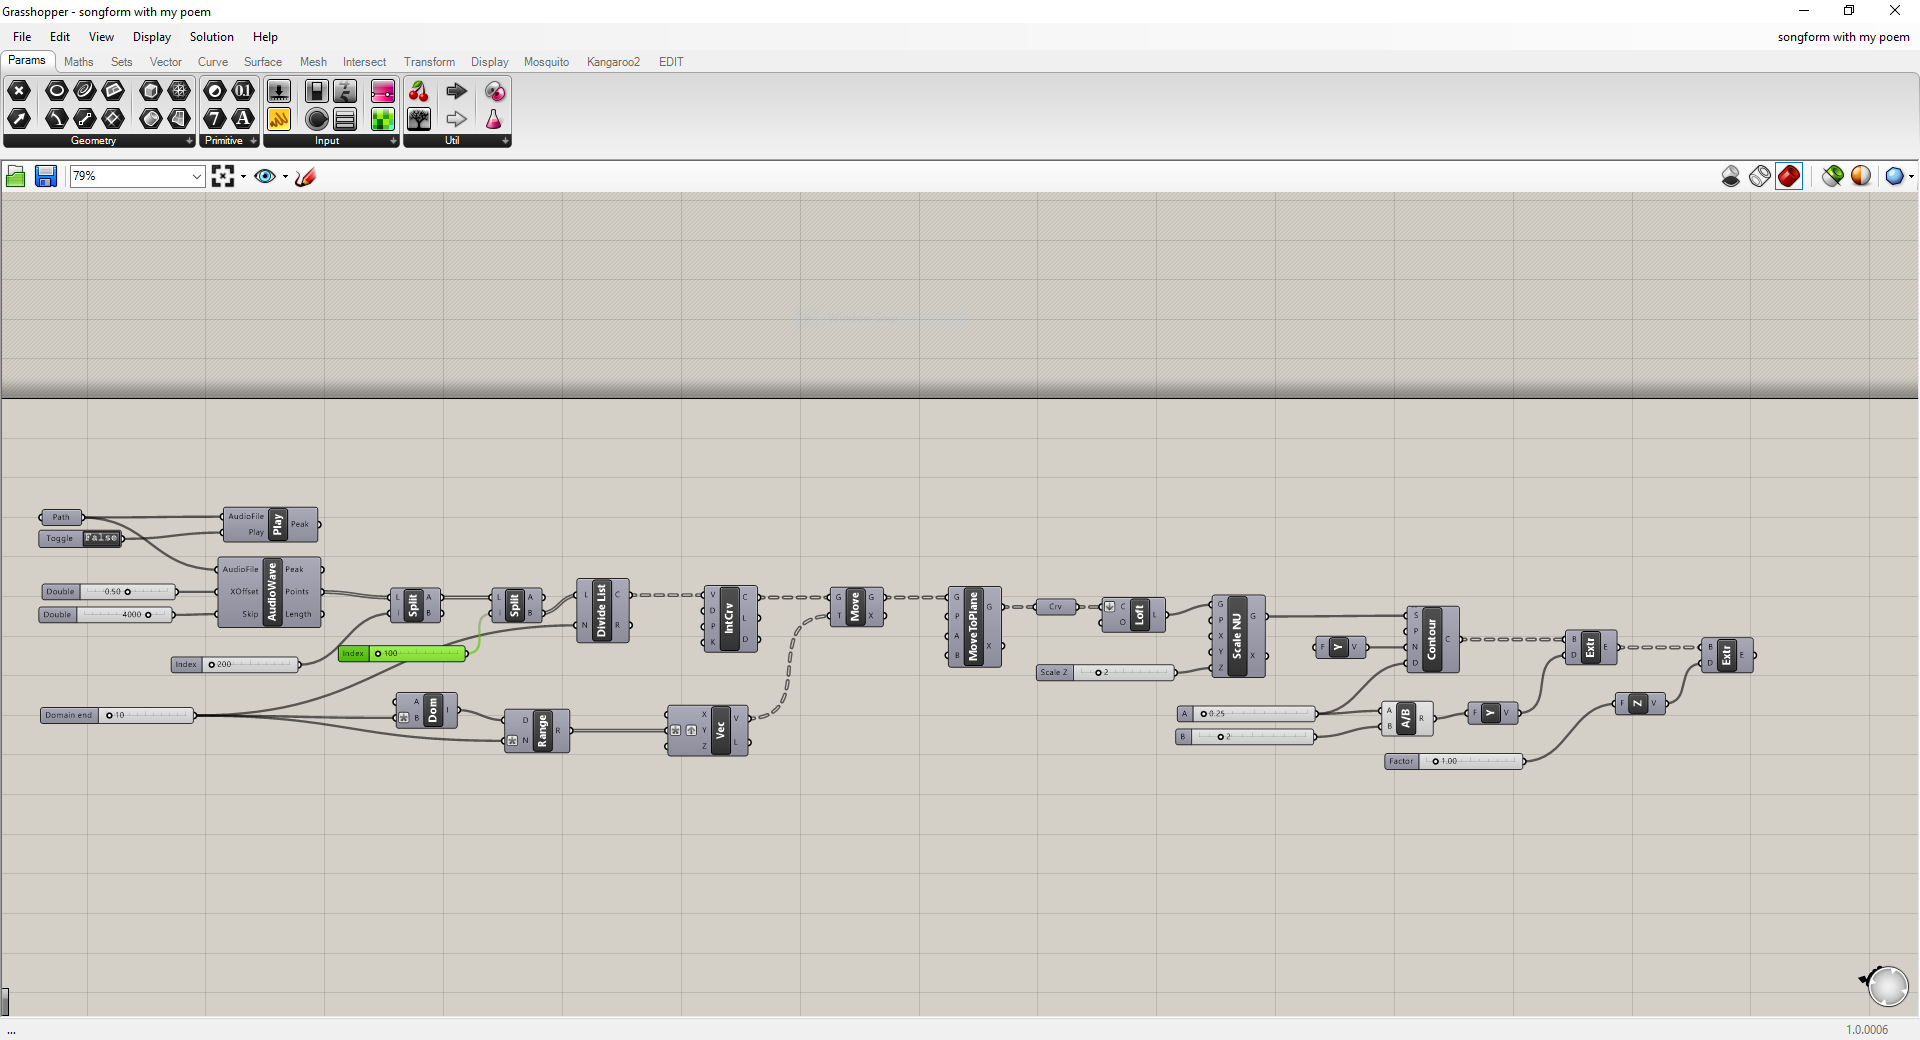 Grasshopper - songform with my poem
File Edit View Display Solution Help songform with my poem
Params Maths Sets Vector Curve Surface Mesh Intersect Transform Display Mosquito Kangaroo2 EDIT
Geometry Primitive Input Util
79%
Path
Toggle False
AudioFile Play Play Peak
AudioFile XOffset Skip AudioWave Peak Points Length
Double 0.50
Double 4000
Index 200
Index 100
Domain end 10
L i Split A B
L i Split A B
L N Divide List C R
A B Dom I
D N Range R
X Y Z Vec V L
V D P K IntCrv C L D
G T Move G X
G P A B MoveToPlane G X
Crv
C O Loft L
Scale Z 2
G P X Y Z Scale NU G X
F Y V
S P N D Contour C
A 0.25
B 2
A B A/B R
F Y V
Factor 1.00
B D Extr E
F Z V
B D Extr E
...
1.0.0006